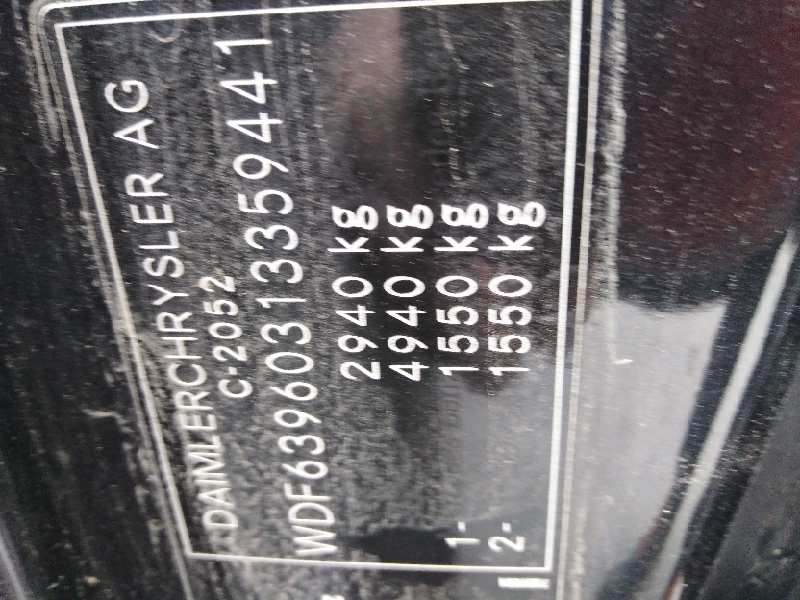 DAIMLERCHRYSLER AG
C-2052
WDF63960313359441
2940 kg
4940 kg
1- 1550 kg
2- 1550 kg